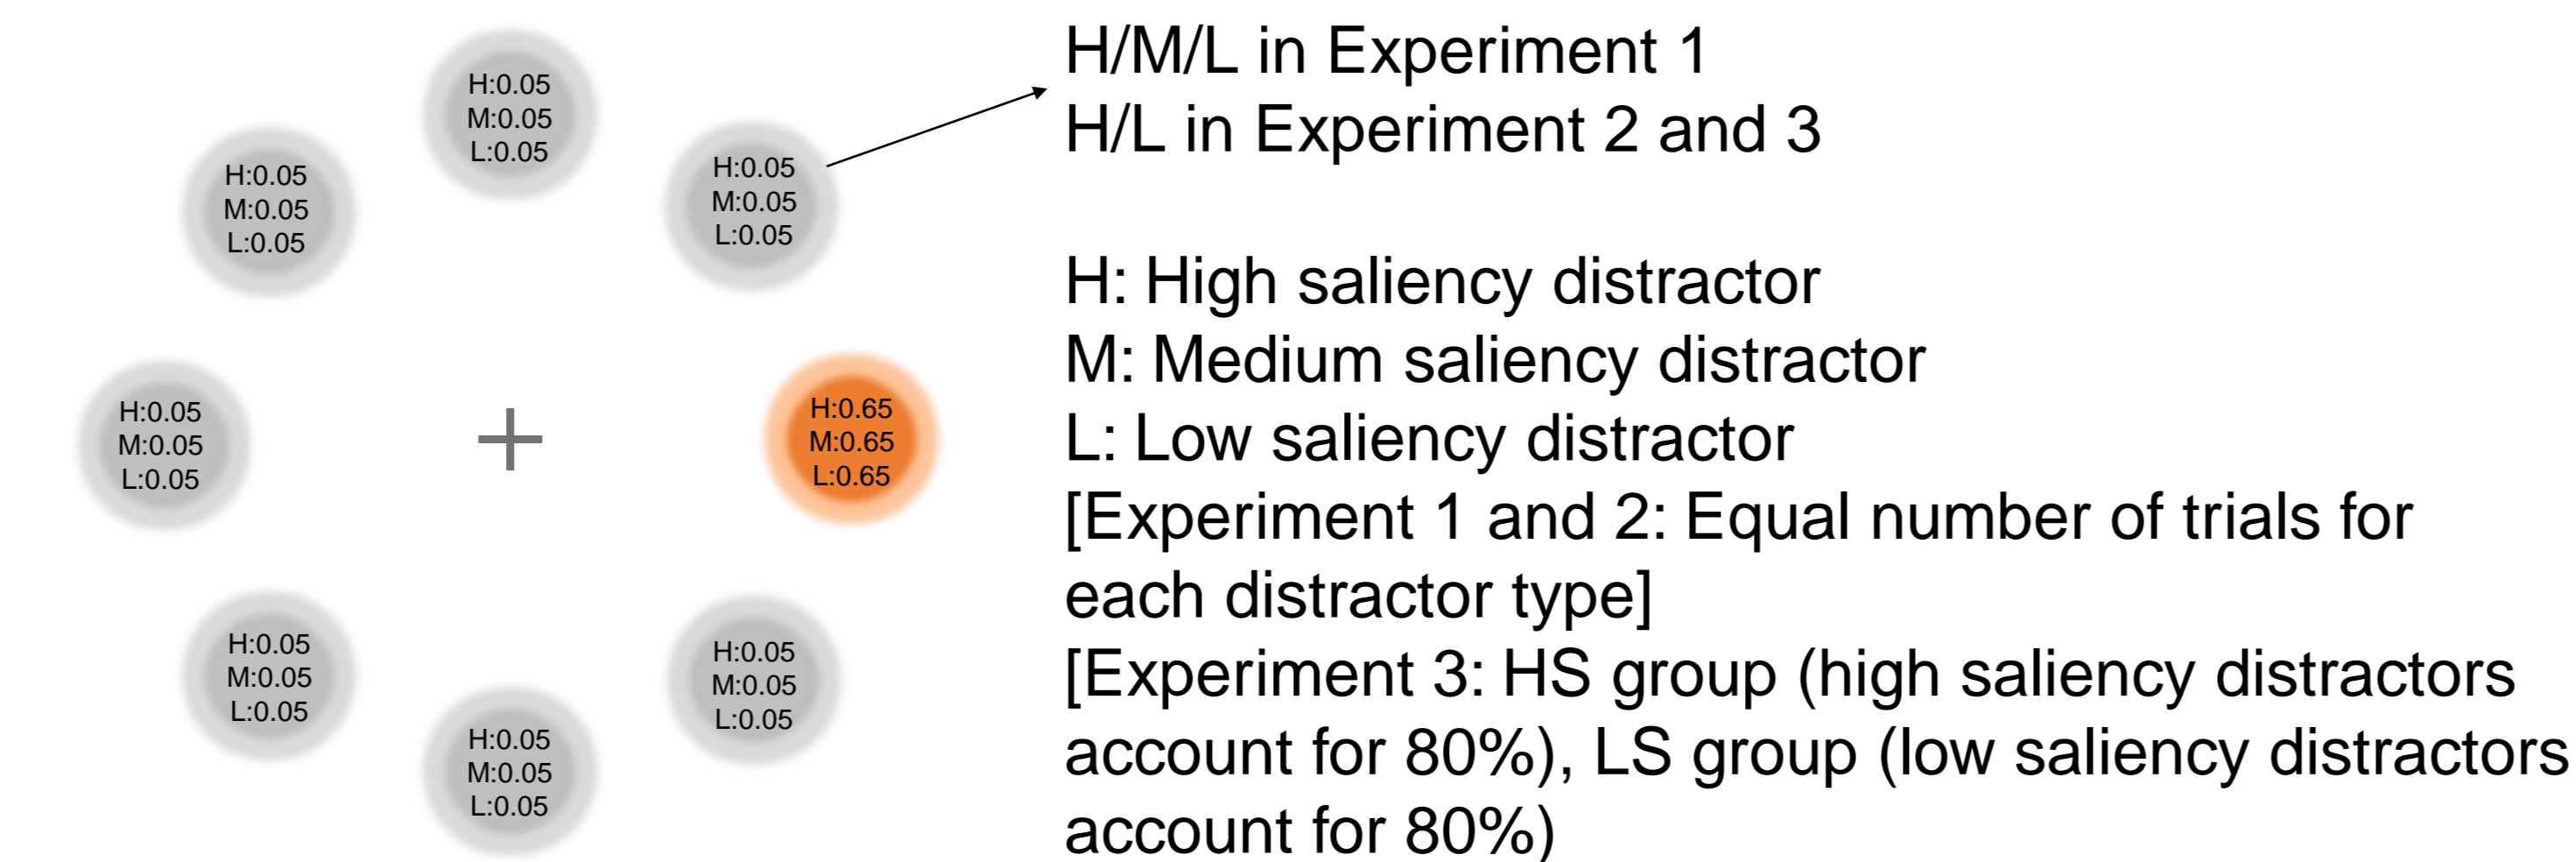 H:0.05
M:0.05
L:0.05
H:0.05
M:0.05
L:0.05
H:0.05
M:0.05
L:0.05
H:0.05
M:0.05
L:0.05
H:0.65
M:0.65
L:0.65
H:0.05
M:0.05
L:0.05
H:0.05
M:0.05
L:0.05
H:0.05
M:0.05
L:0.05
H/M/L in Experiment 1
H/L in Experiment 2 and 3
H: High saliency distractor
M: Medium saliency distractor
L: Low saliency distractor
[Experiment 1 and 2: Equal number of trials for
each distractor type]
[Experiment 3: HS group (high saliency distractors
account for 80%), LS group (low saliency distractors
account for 80%)